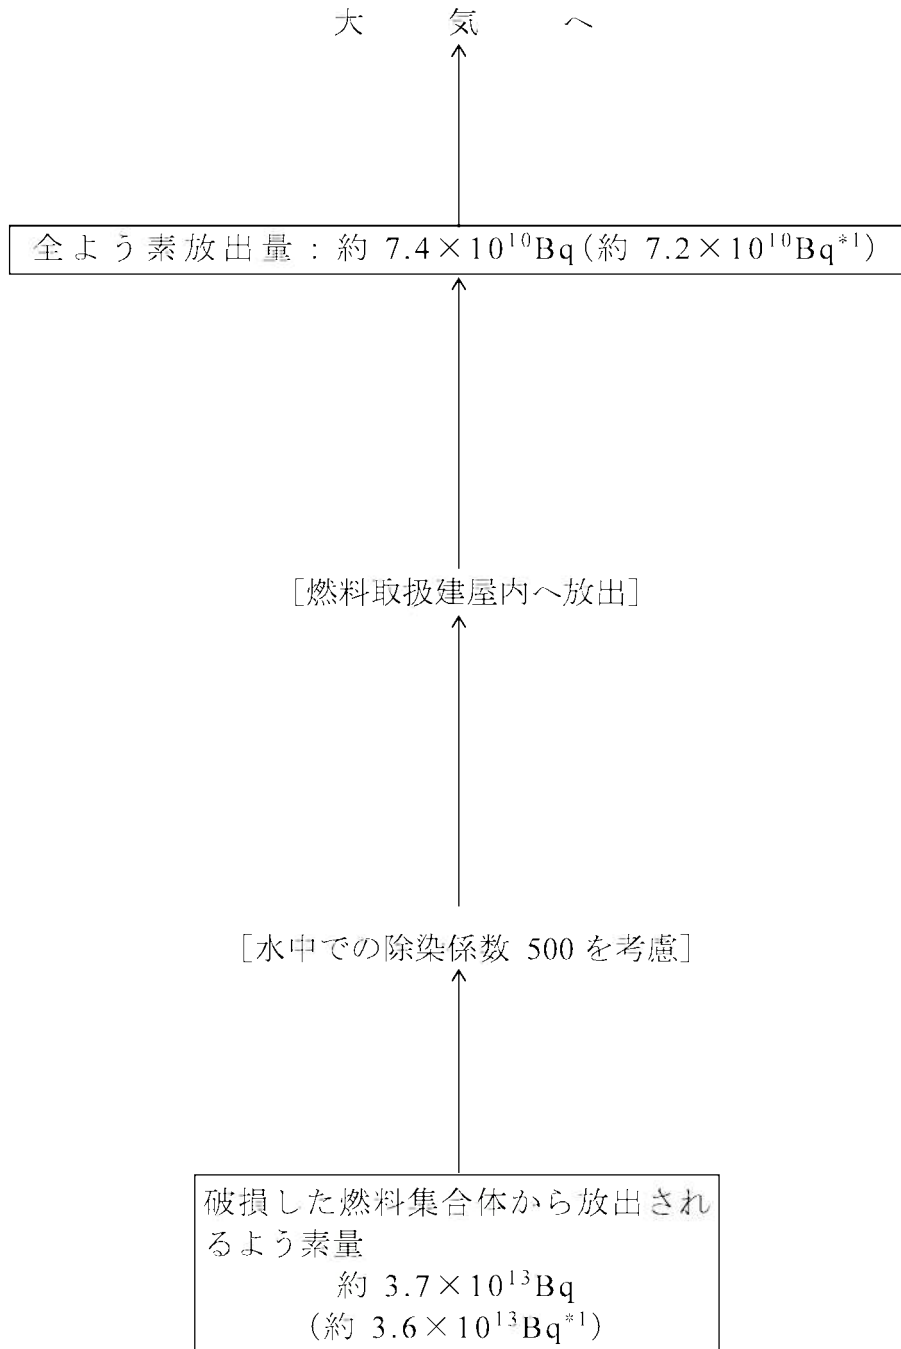 大気へ
全よう素放出量：約 7.4×10¹⁰Bq(約 7.2×10¹⁰Bq*¹)
[燃料取扱建屋内へ放出]
[水中での除染係数 500 を考慮]
破損した燃料集合体から放出され
るよう素量
約 3.7×10¹³Bq
(約 3.6×10¹³Bq*¹)